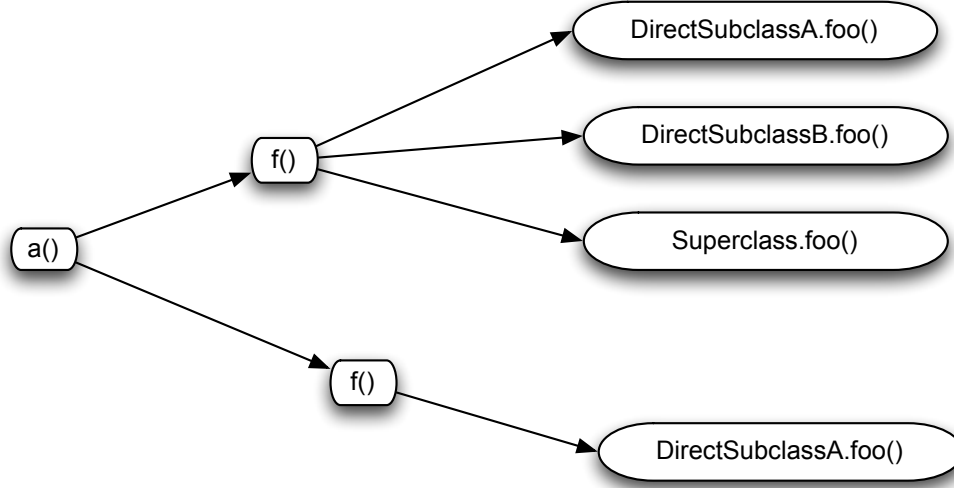 DirectSubclassA.foo()
DirectSubclassB.foo()
f()
Superclass.foo()
a()
f()
DirectSubclassA.foo()